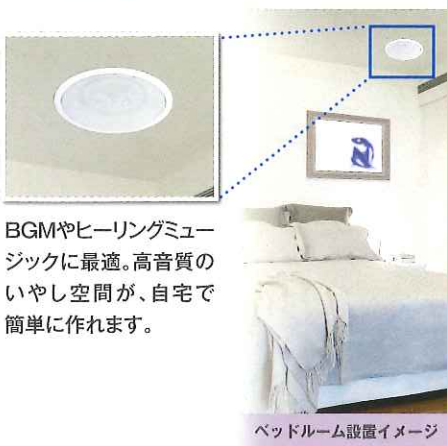 BGMやヒーリングミュー
ジックに最適。高音質の
いやし空間が、自宅で
簡単に作れます。
ベッドルーム設置イメージ